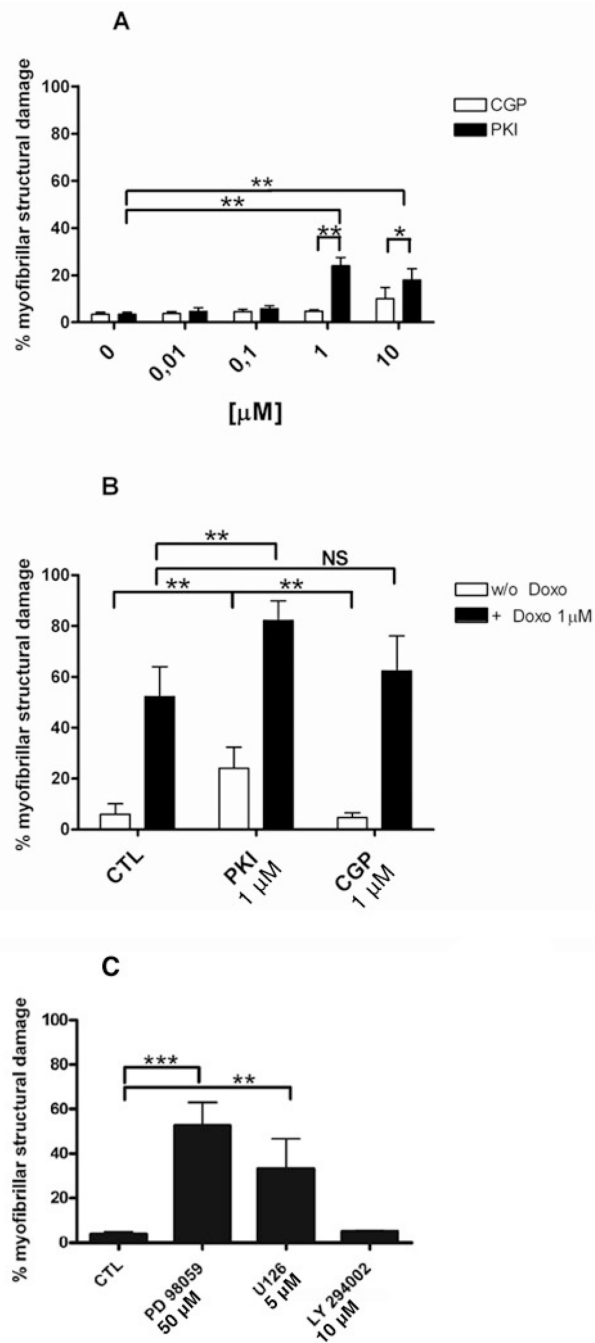 A
% myofibrillar structural damage
100
80
60
40
20
0
**
**
**
*
CGP
PKI
0
0,01
0,1
1
10
[µM]
B
% myofibrillar structural damage
100
80
60
40
20
0
**
NS
**
**
w/o Doxo
+ Doxo 1µM
CTL
PKI
1 µM
CGP
1 µM
C
% myofibrillar structural damage
100
80
60
40
20
0
***
**
CTL
PD 98059
50 µM
U126
5 µM
LY 294002
10 µM